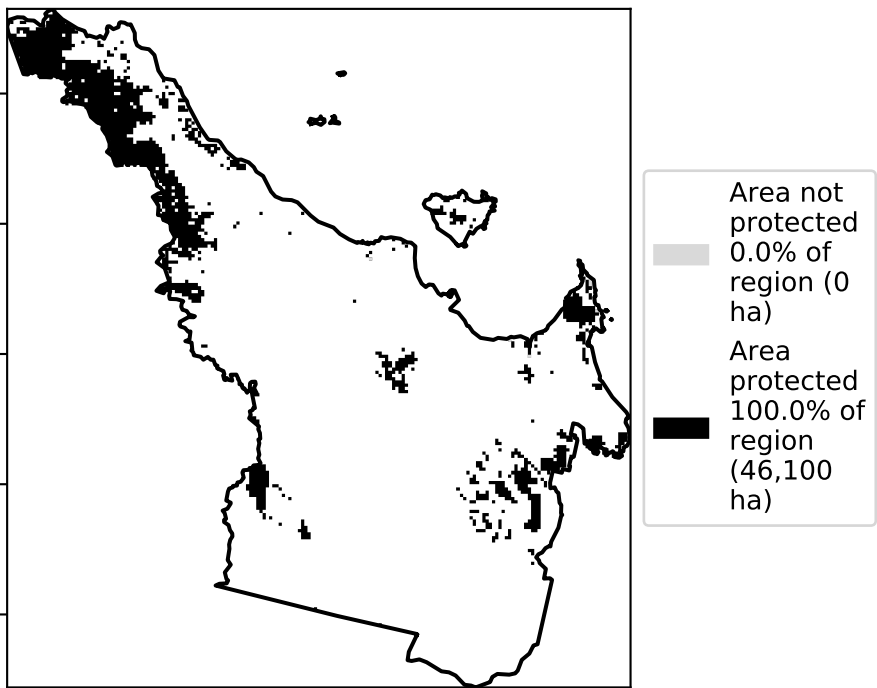 Area not
protected
0.0% of
region (0
ha)
Area
protected
100.0% of
region
(46,100
ha)